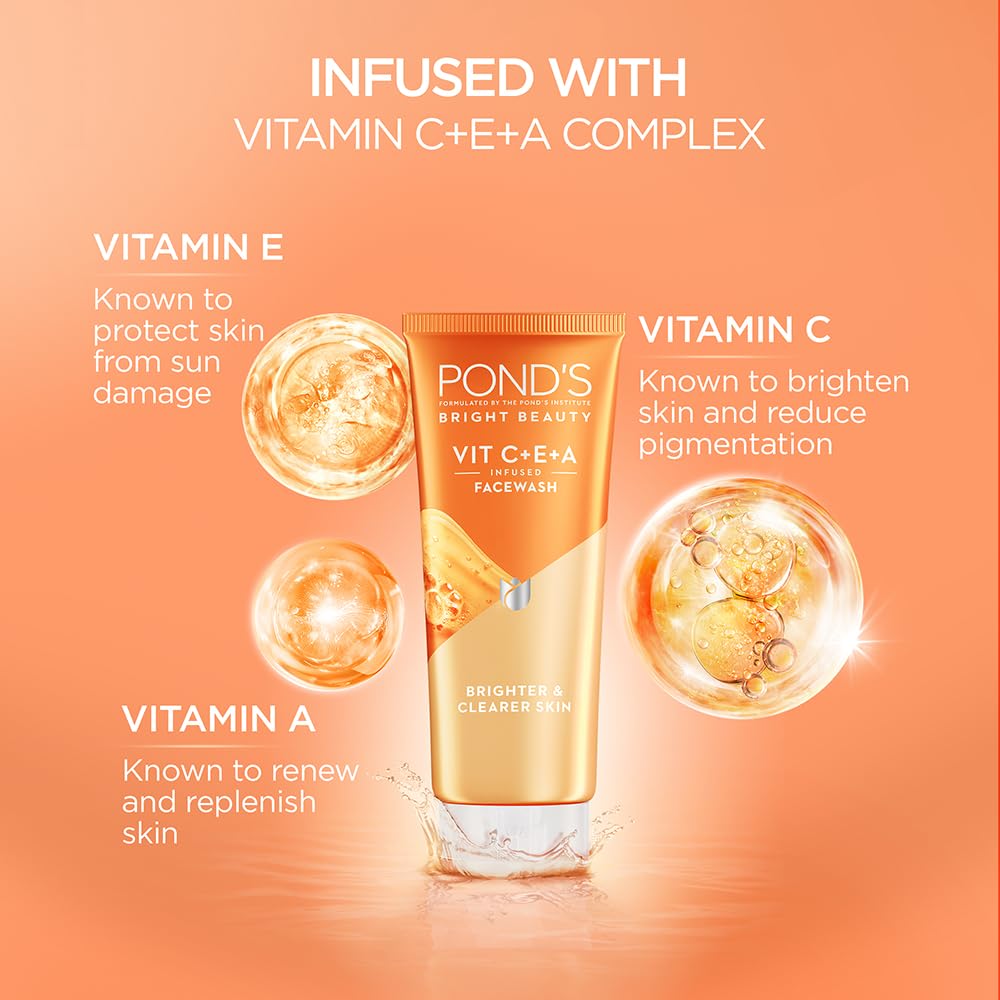 INFUSED WITH
VITAMIN C+E+A COMPLEX
VITAMIN E
Known to
protect skin
from sun
damage
VITAMIN C
Known to brighten
skin and reduce
pigmentation
POND'S
FORMULATED BY THE POND'S INSTITUTE
BRIGHT BEAUTY
VIT C+E+A
INFUSED
FACEWASH
BRIGHTER &
CLEARER SKIN
VITAMIN A
Known to renew
and replenish
skin